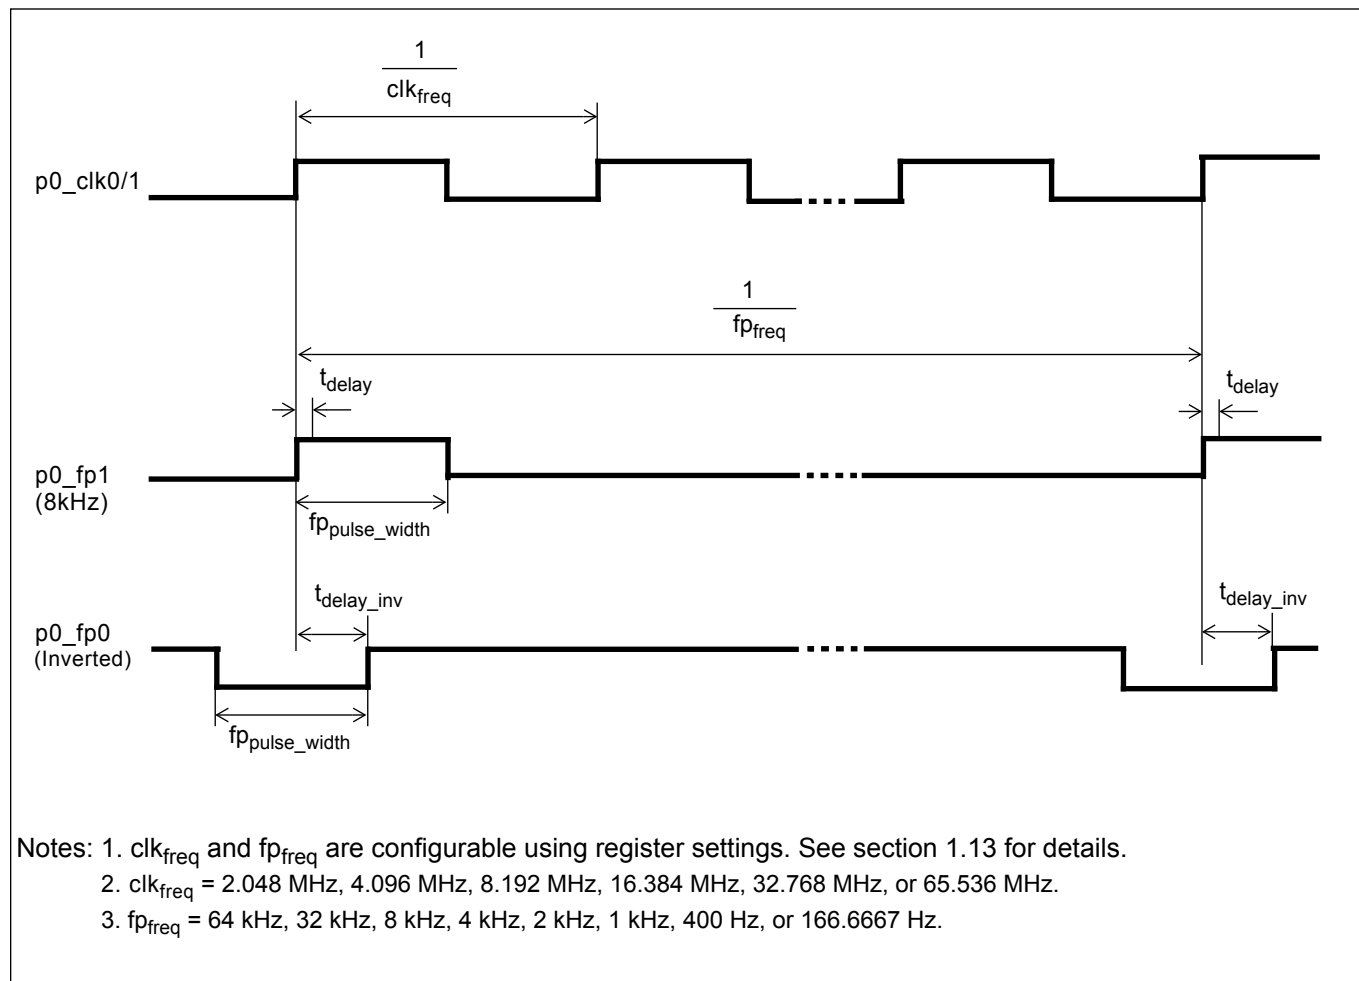 1
clkfreq
p0_clk0/1
1
fpfreq
tdelay
tdelay
p0_fp1
(8kHz)
fppulse_width
tdelay_inv
tdelay_inv
p0_fp0
(Inverted)
fppulse_width
Notes: 1. clkfreq and fpfreq are configurable using register settings. See section 1.13 for details.
2. clkfreq = 2.048 MHz, 4.096 MHz, 8.192 MHz, 16.384 MHz, 32.768 MHz, or 65.536 MHz.
3. fpfreq = 64 kHz, 32 kHz, 8 kHz, 4 kHz, 2 kHz, 1 kHz, 400 Hz, or 166.6667 Hz.